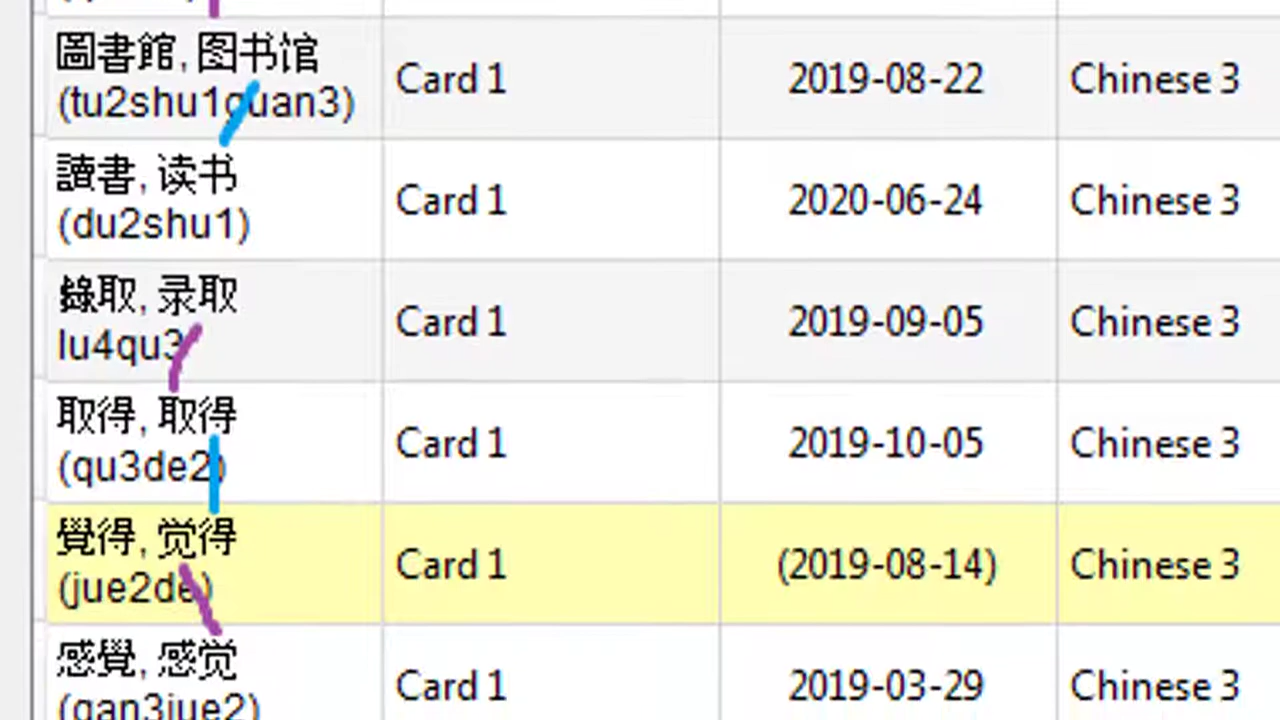 圖書館, 图书馆
(tu2shu1guan3)
Card 1
2019-08-22
Chinese 3
讀書, 读书
(du2shu1)
Card 1
2020-06-24
Chinese 3
錄取, 录取
lu4qu3
Card 1
2019-09-05
Chinese 3
取得, 取得
(qu3de2)
Card 1
2019-10-05
Chinese 3
覺得, 觉得
(jue2de)
Card 1
(2019-08-14)
Chinese 3
感覺, 感觉
(gan3jue2)
Card 1
2019-03-29
Chinese 3